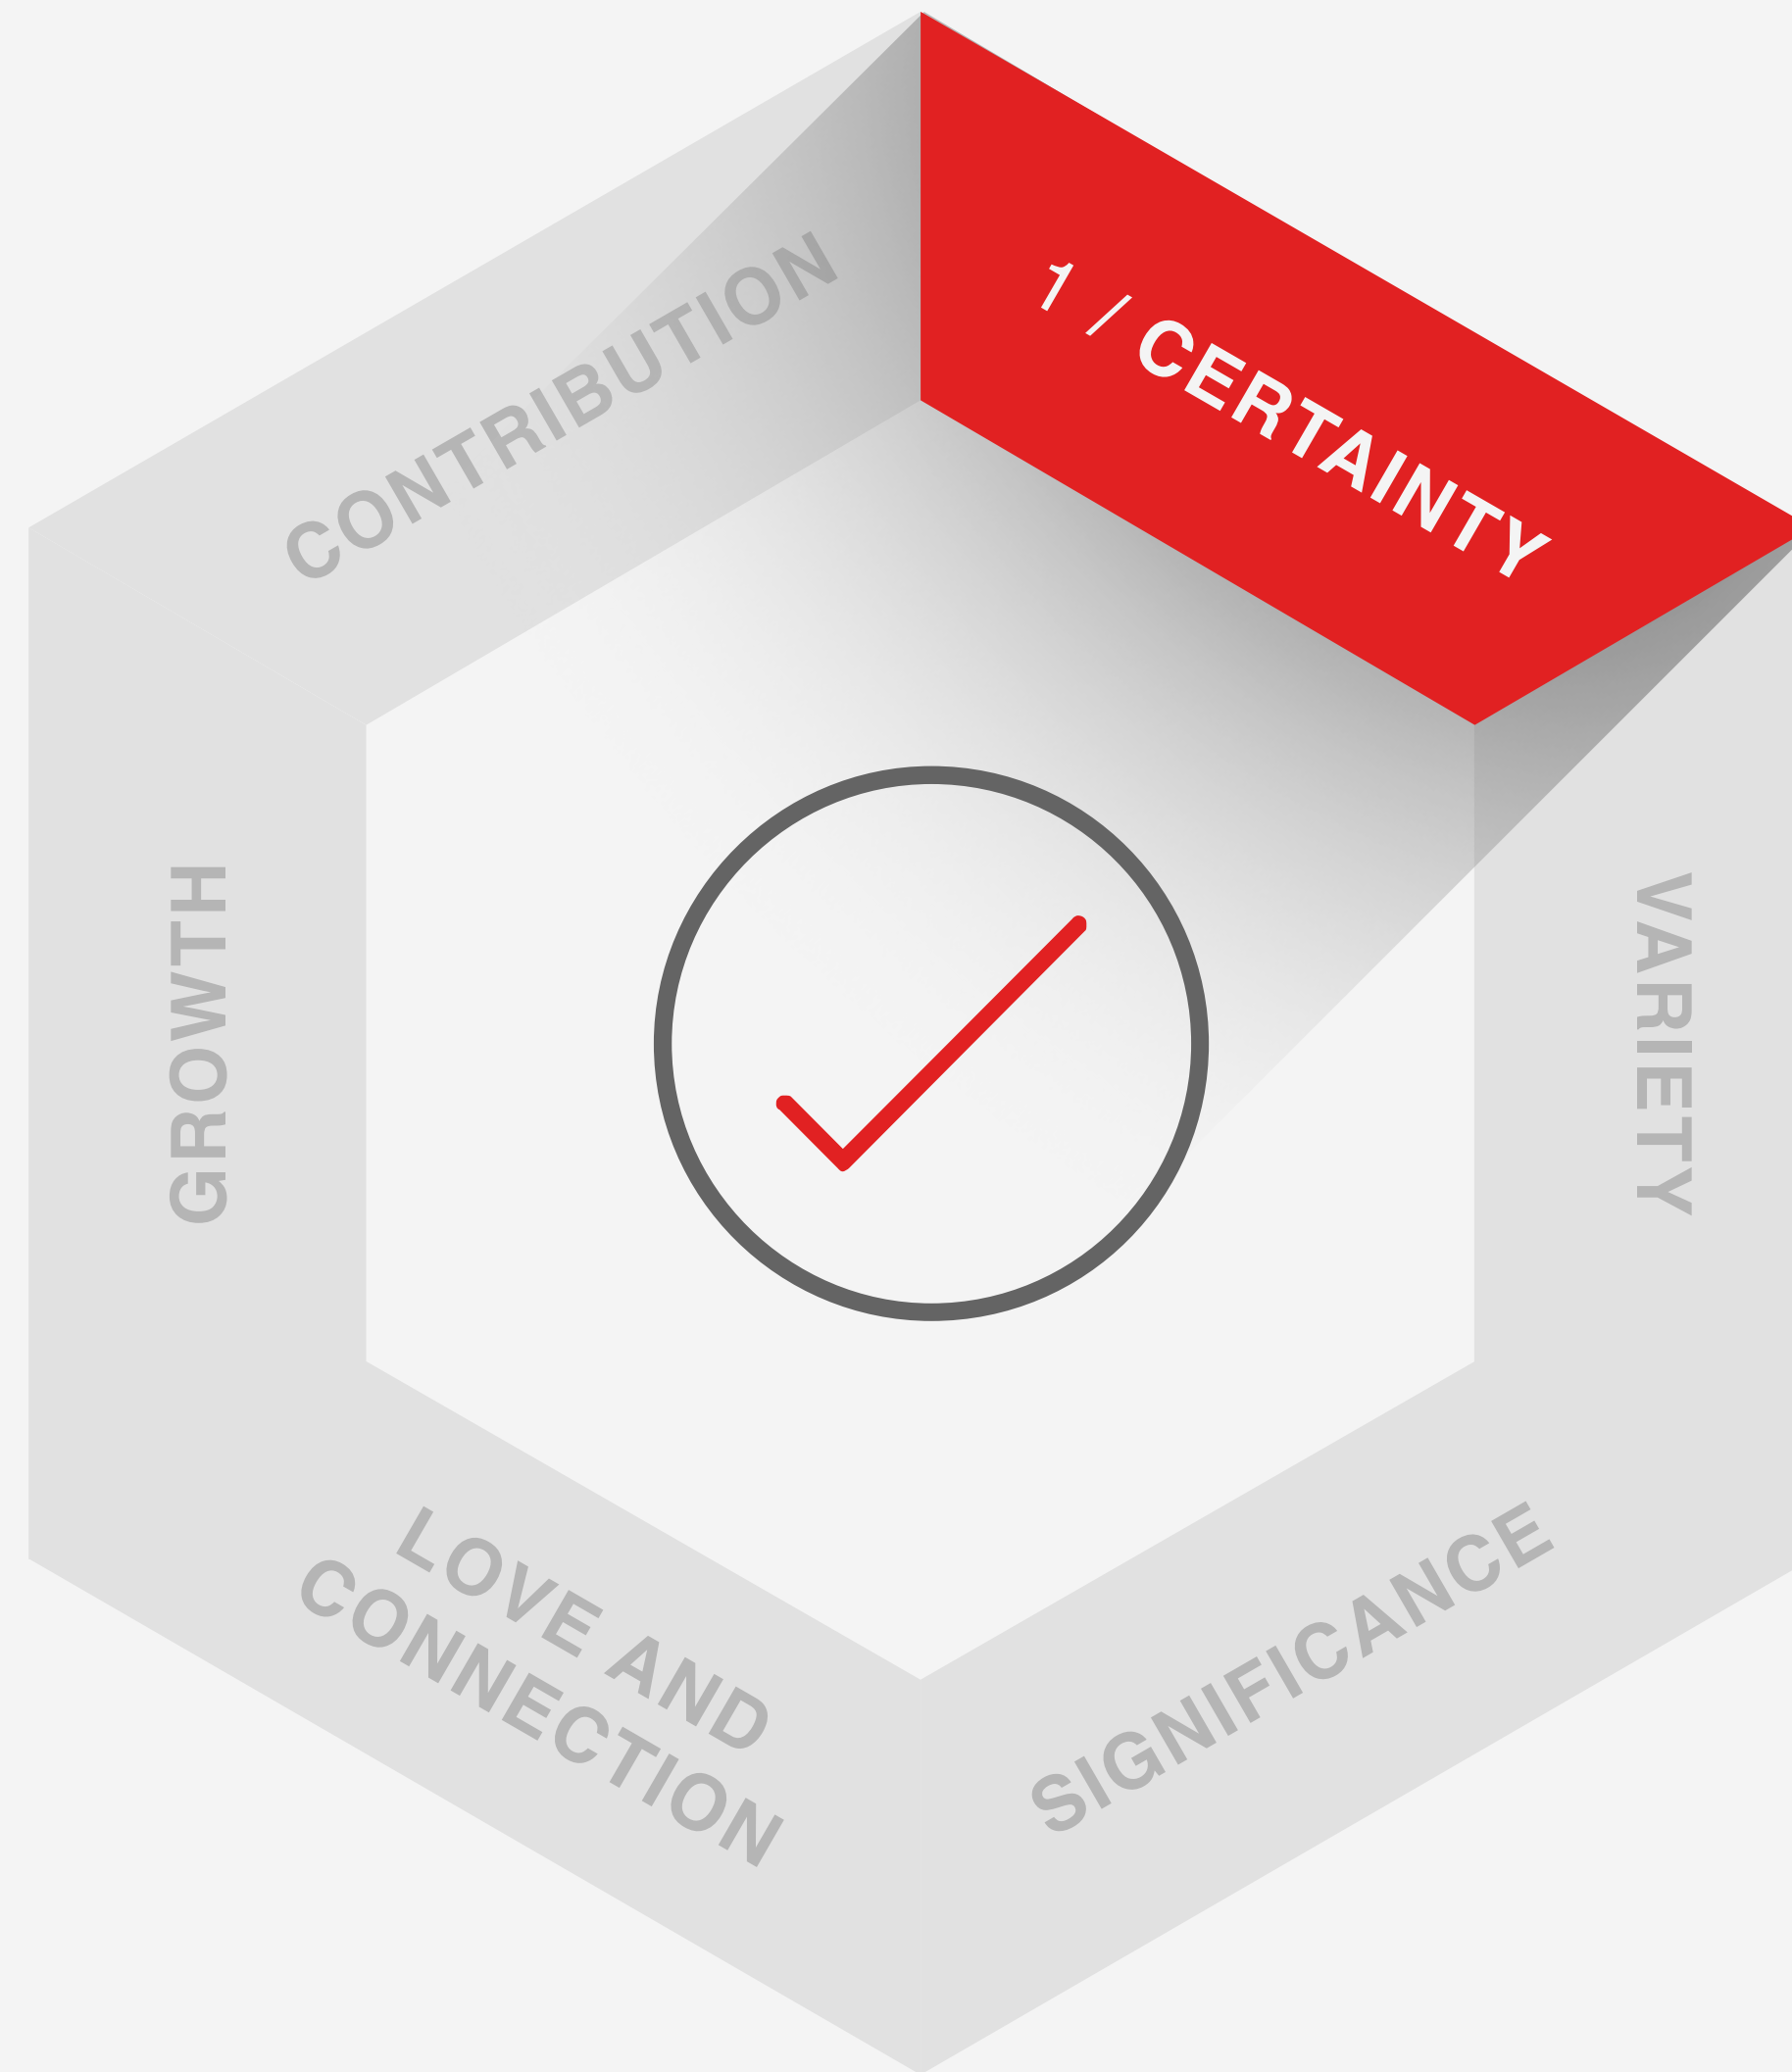 1 / CERTAINTY
VARIETY
SIGNIFICANCE
LOVE AND
CONNECTION
GROWTH
CONTRIBUTION